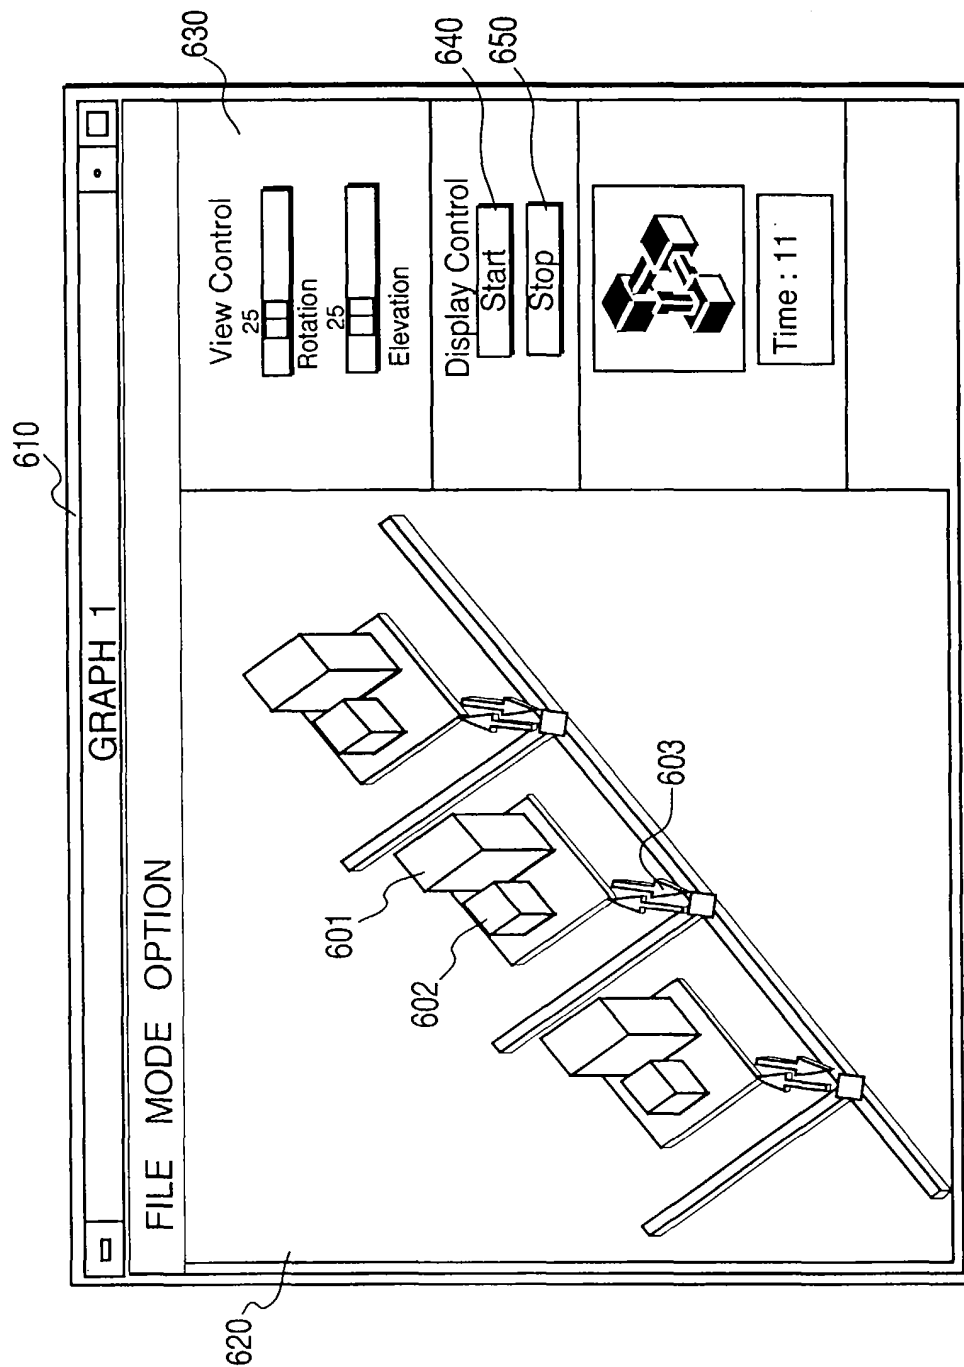 610
GRAPH 1
FILE MODE OPTION
620
630
View Control
25
Rotation
25
Elevation
Display Control
Start
640
Stop
650
Time : 11
601
602
603